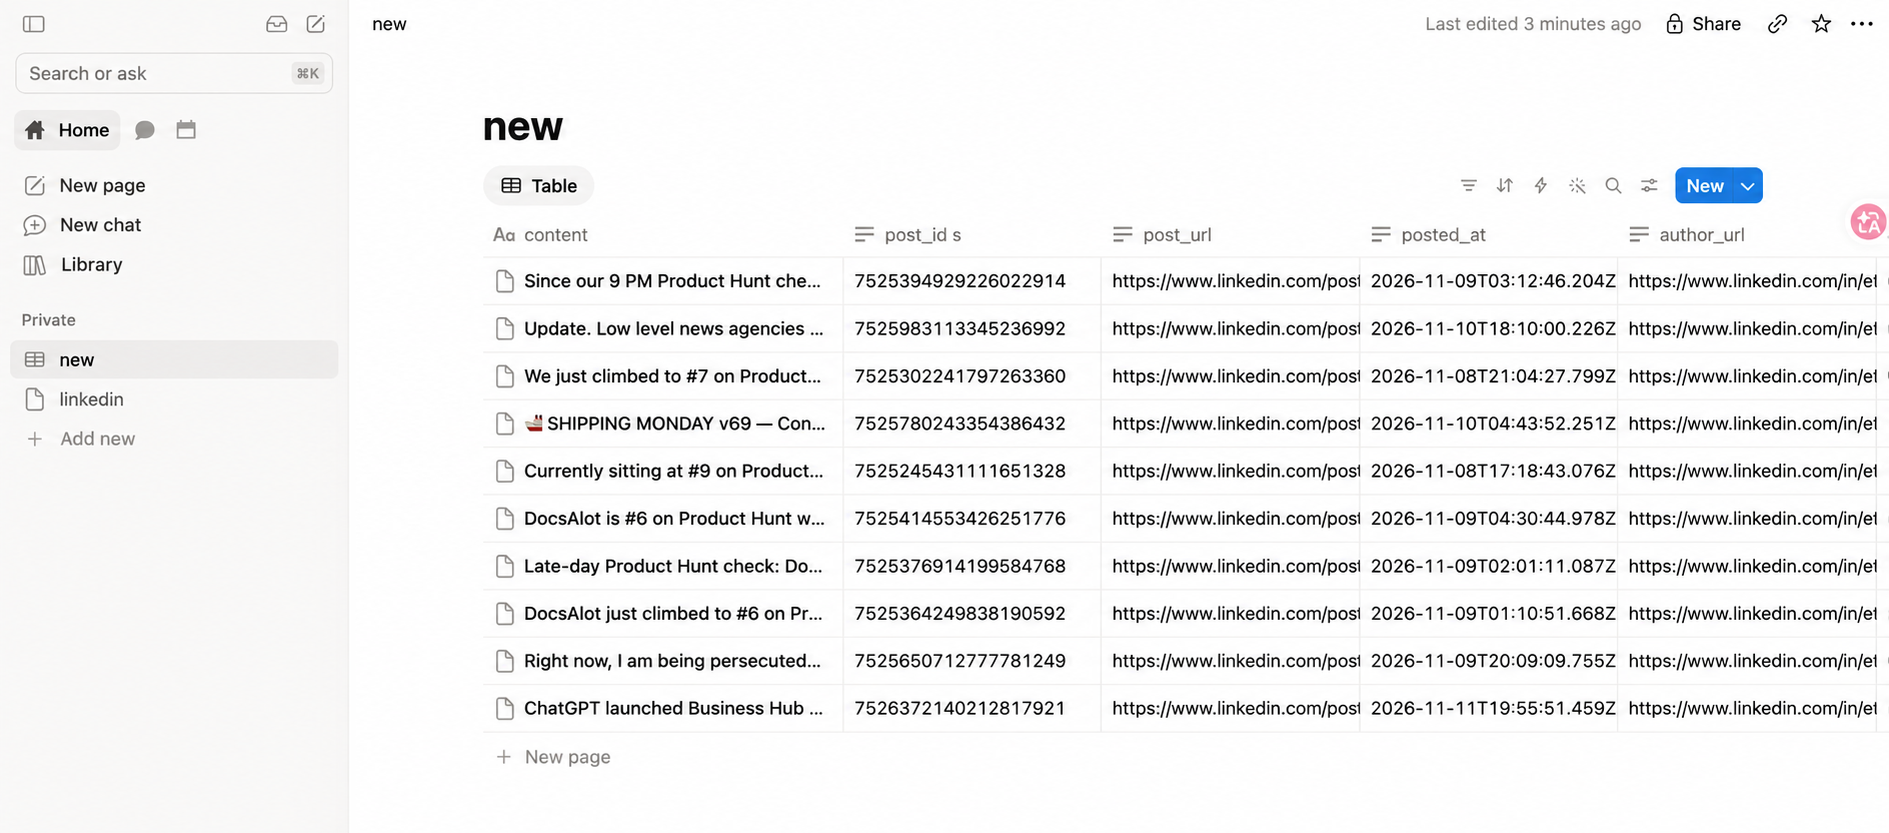 new
Last edited 3 minutes ago
Share
Search or ask
⌘K
Home
New page
New chat
Library
Private
new
linkedin
Add new
new
Table
New
Aa content post_id s post_url posted_at author_url
Since our 9 PM Product Hunt che... 7525394929226022914 https://www.linkedin.com/post 2026-11-09T03:12:46.204Z https://www.linkedin.com/in/et
Update. Low level news agencies ... 7525983113345236992 https://www.linkedin.com/post 2026-11-10T18:10:00.226Z https://www.linkedin.com/in/et
We just climbed to #7 on Product... 7525302241797263360 https://www.linkedin.com/post 2026-11-08T21:04:27.799Z https://www.linkedin.com/in/et
🚢 SHIPPING MONDAY v69 — Con... 7525780243354386432 https://www.linkedin.com/post 2026-11-10T04:43:52.251Z https://www.linkedin.com/in/et
Currently sitting at #9 on Product... 7525245431111651328 https://www.linkedin.com/post 2026-11-08T17:18:43.076Z https://www.linkedin.com/in/et
DocsAlot is #6 on Product Hunt w... 7525414553426251776 https://www.linkedin.com/post 2026-11-09T04:30:44.978Z https://www.linkedin.com/in/et
Late-day Product Hunt check: Do... 7525376914199584768 https://www.linkedin.com/post 2026-11-09T02:01:11.087Z https://www.linkedin.com/in/et
DocsAlot just climbed to #6 on Pr... 7525364249838190592 https://www.linkedin.com/post 2026-11-09T01:10:51.668Z https://www.linkedin.com/in/et
Right now, I am being persecuted... 7525650712777781249 https://www.linkedin.com/post 2026-11-09T20:09:09.755Z https://www.linkedin.com/in/et
ChatGPT launched Business Hub ... 7526372140212817921 https://www.linkedin.com/post 2026-11-11T19:55:51.459Z https://www.linkedin.com/in/et
New page